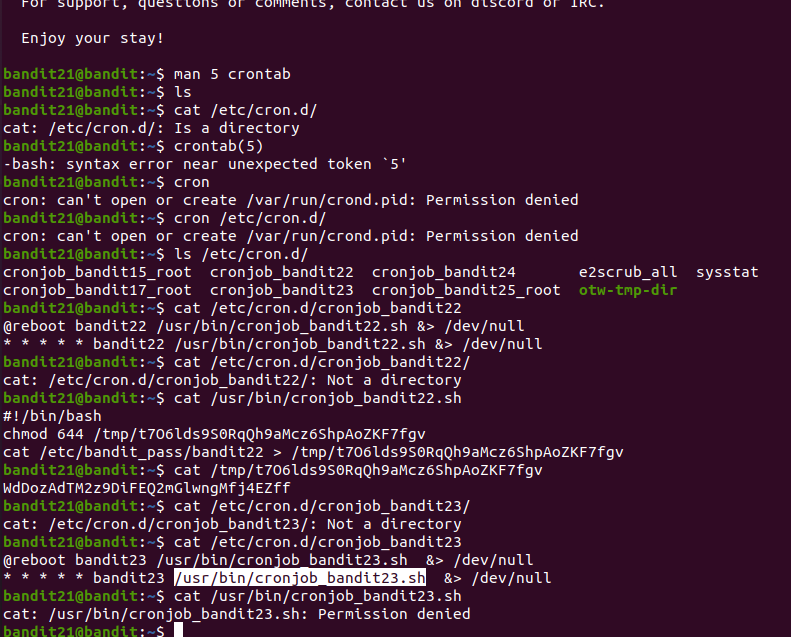 For support, questions or comments, contact us on discord or IRC.
Enjoy your stay!
bandit21@bandit:~$ man 5 crontab
bandit21@bandit:~$ ls
bandit21@bandit:~$ cat /etc/cron.d/
cat: /etc/cron.d/: Is a directory
bandit21@bandit:~$ crontab(5)
-bash: syntax error near unexpected token `5'
bandit21@bandit:~$ cron
cron: can't open or create /var/run/crond.pid: Permission denied
bandit21@bandit:~$ cron /etc/cron.d/
cron: can't open or create /var/run/crond.pid: Permission denied
bandit21@bandit:~$ ls /etc/cron.d/
cronjob_bandit15_root  cronjob_bandit22  cronjob_bandit24       e2scrub_all  sysstat
cronjob_bandit17_root  cronjob_bandit23  cronjob_bandit25_root  otw-tmp-dir
bandit21@bandit:~$ cat /etc/cron.d/cronjob_bandit22
@reboot bandit22 /usr/bin/cronjob_bandit22.sh &> /dev/null
* * * * * bandit22 /usr/bin/cronjob_bandit22.sh &> /dev/null
bandit21@bandit:~$ cat /etc/cron.d/cronjob_bandit22/
cat: /etc/cron.d/cronjob_bandit22/: Not a directory
bandit21@bandit:~$ cat /usr/bin/cronjob_bandit22.sh
#!/bin/bash
chmod 644 /tmp/t7O6lds9S0RqQh9aMcz6ShpAoZKF7fgv
cat /etc/bandit_pass/bandit22 > /tmp/t7O6lds9S0RqQh9aMcz6ShpAoZKF7fgv
bandit21@bandit:~$ cat /tmp/t7O6lds9S0RqQh9aMcz6ShpAoZKF7fgv
WdDozAdTM2z9DiFEQ2mGlwngMfj4EZff
bandit21@bandit:~$ cat /etc/cron.d/cronjob_bandit23/
cat: /etc/cron.d/cronjob_bandit23/: Not a directory
bandit21@bandit:~$ cat /etc/cron.d/cronjob_bandit23
@reboot bandit23 /usr/bin/cronjob_bandit23.sh  &> /dev/null
* * * * * bandit23 /usr/bin/cronjob_bandit23.sh  &> /dev/null
bandit21@bandit:~$ cat /usr/bin/cronjob_bandit23.sh
cat: /usr/bin/cronjob_bandit23.sh: Permission denied
bandit21@bandit:~$